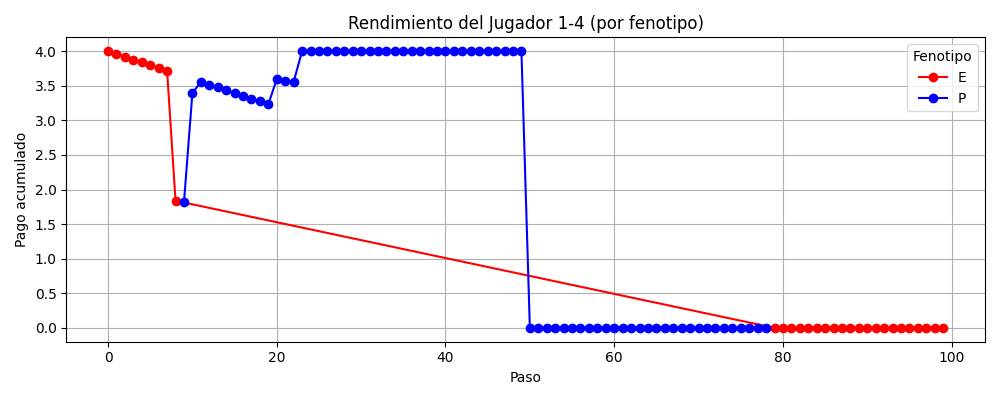 Rendimiento del Jugador 1-4 (por fenotipo)
Pago acumulado
4.0
3.5
3.0
2.5
2.0
1.5
1.0
0.5
0.0
Fenotipo
E
P
0 20 40 60 80 100
Paso